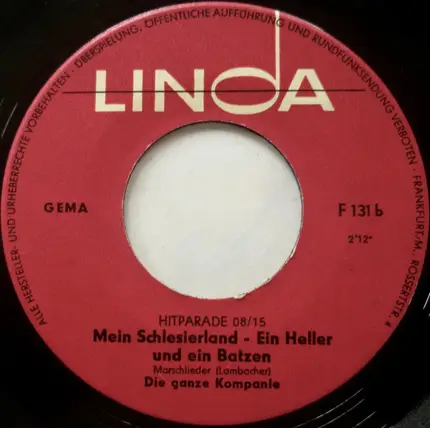 ALLE HERSTELLER- UND URHEBERRECHTE VORBEHALTEN · ÜBERSPIELUNG, ÖFFENTLICHE AUFFÜHRUNG UND RUNDFUNKSENDUNG VERBOTEN · FRANKFURT/M., ROSSERTSTR. 4
LINDA
GEMA
F 131 b
2'12"
HITPARADE 08/15
Mein Schlesierland - Ein Heller
und ein Batzen
Marschlieder (Lambacher)
Die ganze Kompanie